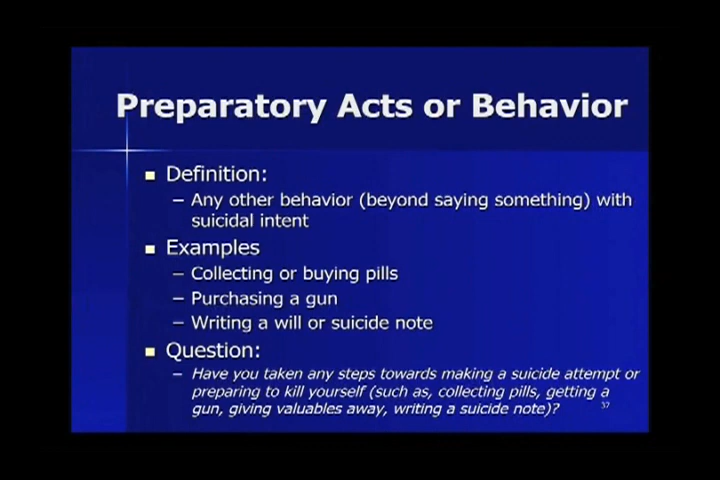 Preparatory Acts or Behavior
Definition:
– Any other behavior (beyond saying something) with
suicidal intent
Examples
– Collecting or buying pills
– Purchasing a gun
– Writing a will or suicide note
Question:
– Have you taken any steps towards making a suicide attempt or
preparing to kill yourself (such as, collecting pills, getting a
gun, giving valuables away, writing a suicide note)?